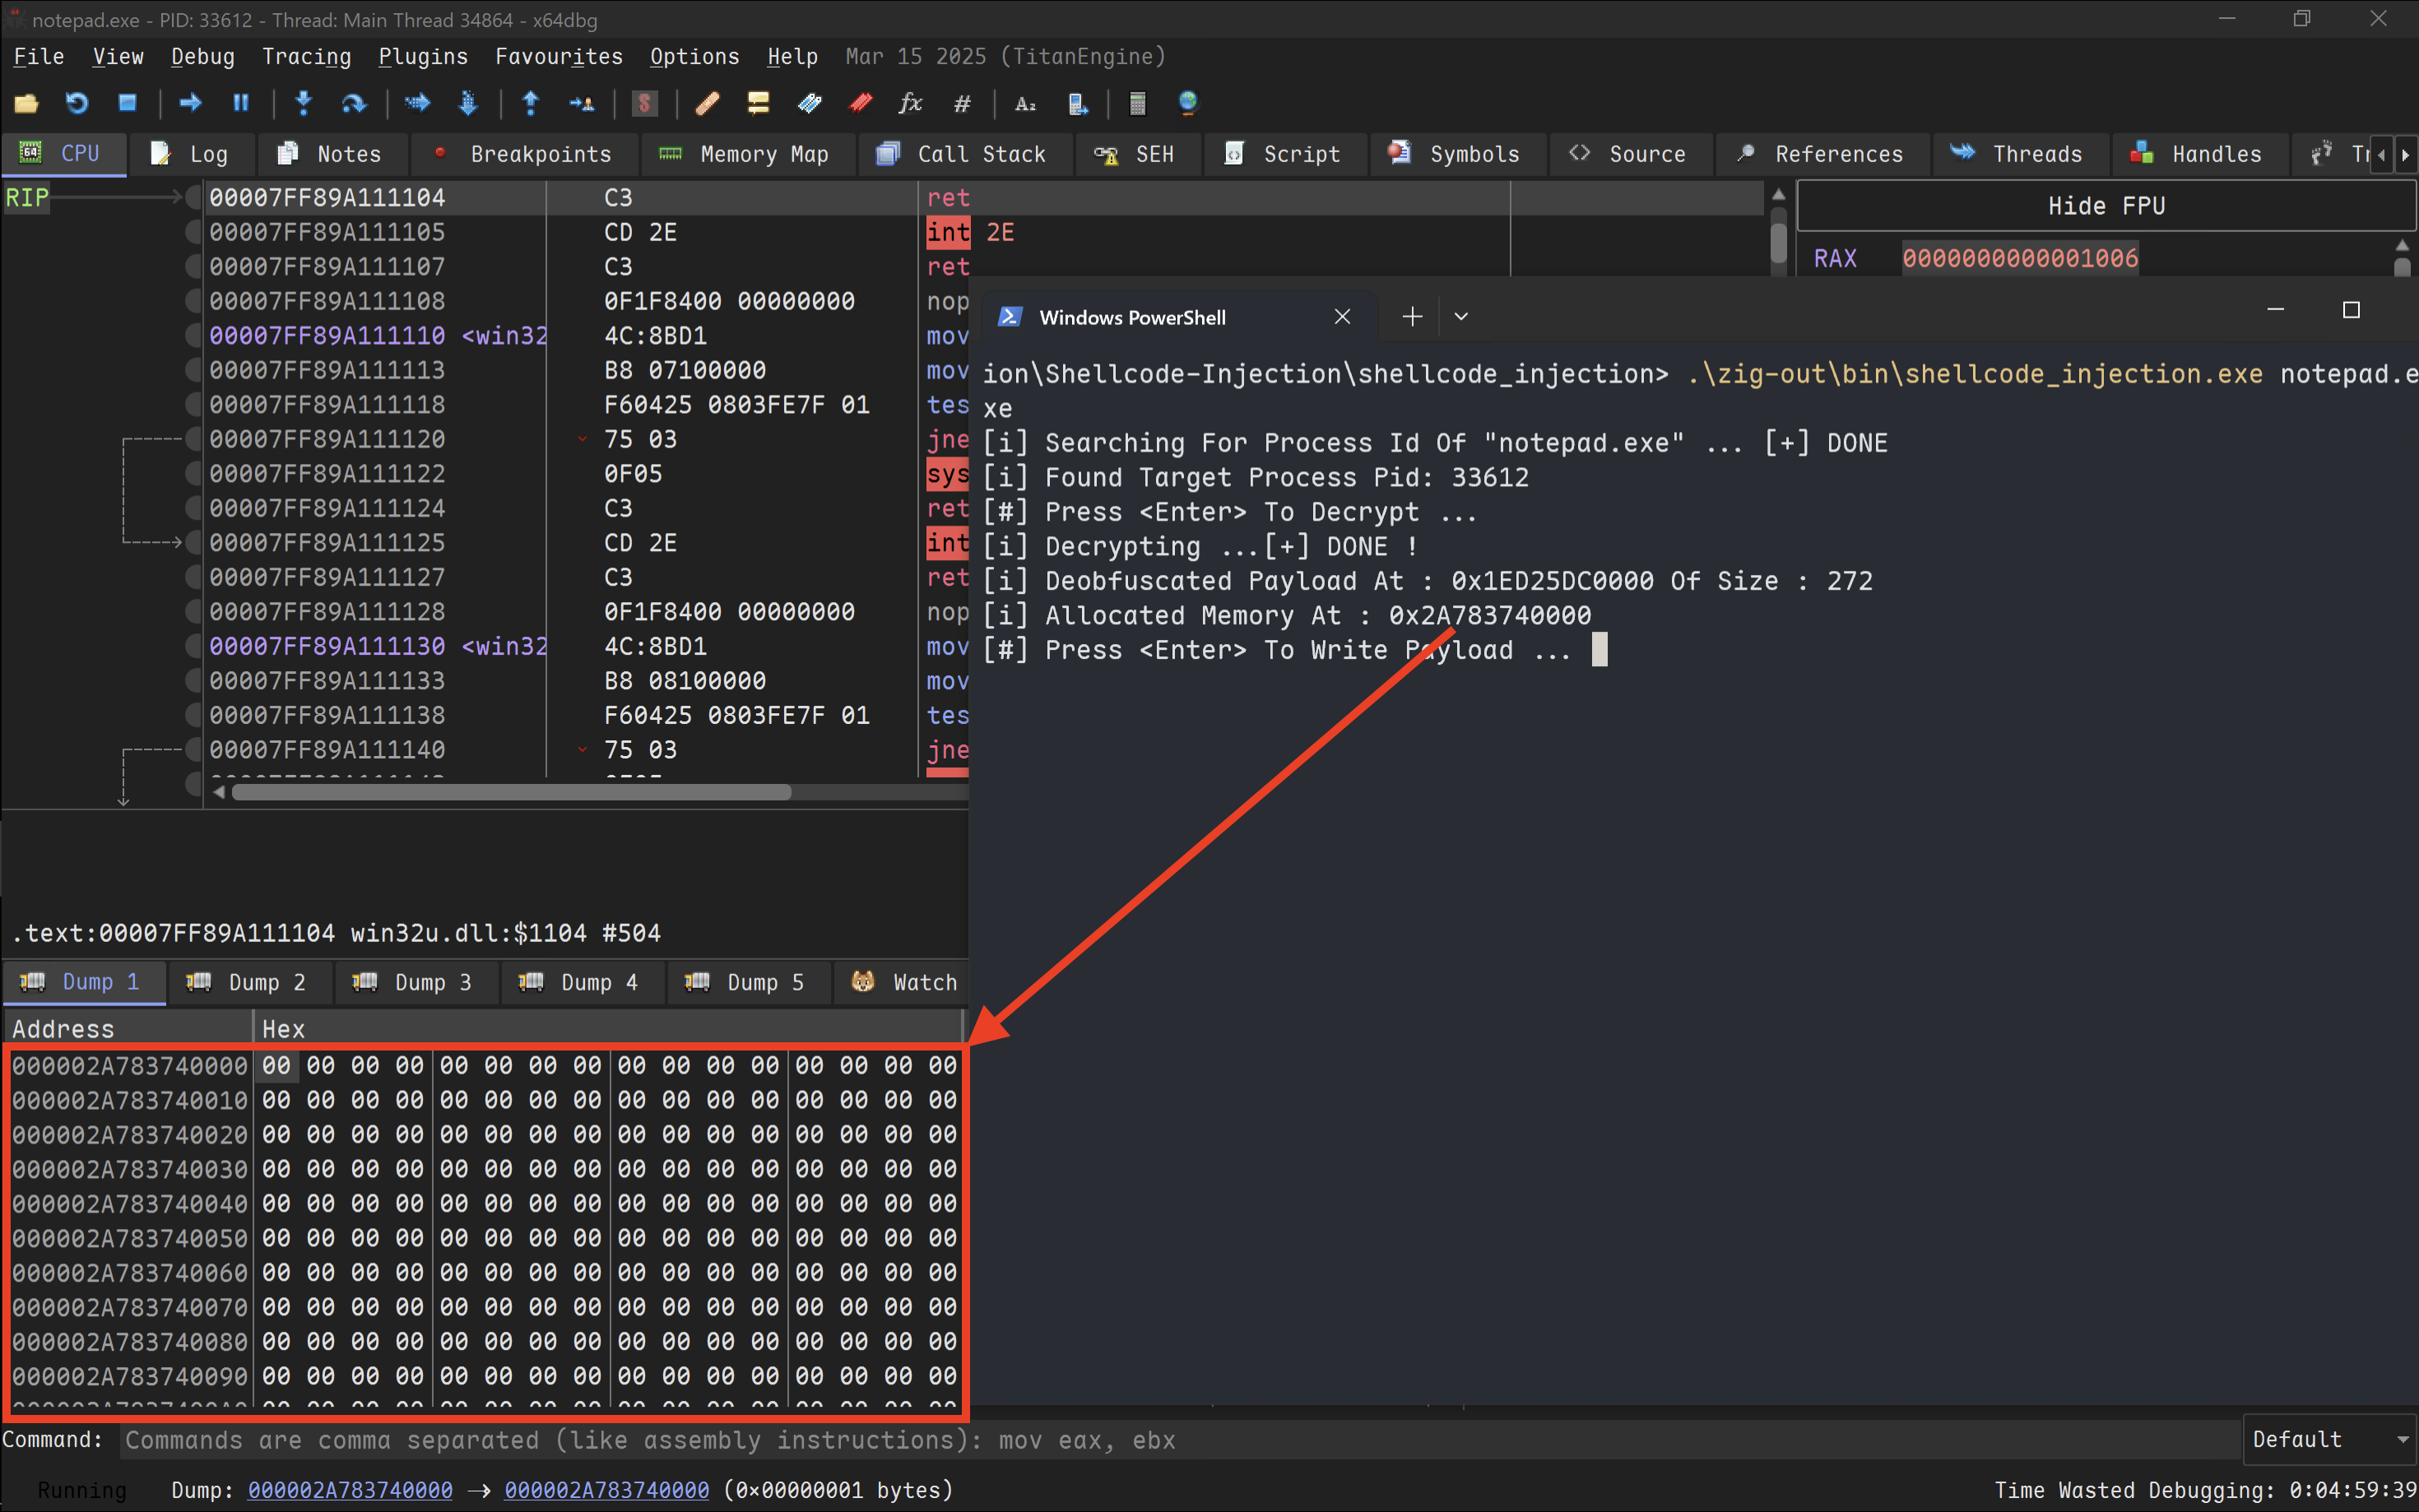 notepad.exe - PID: 33612 - Thread: Main Thread 34864 - x64dbg
File View Debug Tracing Plugins Favourites Options Help Mar 15 2025 (TitanEngine)
CPU Log Notes Breakpoints Memory Map Call Stack SEH Script Symbols Source References Threads Handles
RIP 00007FF89A111104 C3 ret
00007FF89A111105 CD 2E int 2E
00007FF89A111107 C3 ret
00007FF89A111108 0F1F8400 00000000 nop
00007FF89A111110 <win32 4C:8BD1 mov
00007FF89A111113 B8 07100000 mov
00007FF89A111118 F60425 0803FE7F 01 tes
00007FF89A111120 75 03 jne
00007FF89A111122 0F05 sys
00007FF89A111124 C3 ret
00007FF89A111125 CD 2E int
00007FF89A111127 C3 ret
00007FF89A111128 0F1F8400 00000000 nop
00007FF89A111130 <win32 4C:8BD1 mov
00007FF89A111133 B8 08100000 mov
00007FF89A111138 F60425 0803FE7F 01 tes
00007FF89A111140 75 03 jne
Hide FPU
RAX 0000000000001006
Windows PowerShell
ion\Shellcode-Injection\shellcode_injection> .\zig-out\bin\shellcode_injection.exe notepad.e
xe
[i] Searching For Process Id Of "notepad.exe" ... [+] DONE
[i] Found Target Process Pid: 33612
[#] Press <Enter> To Decrypt ...
[i] Decrypting ...[+] DONE !
[i] Deobfuscated Payload At : 0x1ED25DC0000 Of Size : 272
[i] Allocated Memory At : 0x2A783740000
[#] Press <Enter> To Write Payload ...
.text:00007FF89A111104 win32u.dll:$1104 #504
Dump 1 Dump 2 Dump 3 Dump 4 Dump 5 Watch
Address Hex
000002A783740000 00 00 00 00 00 00 00 00 00 00 00 00 00 00 00 00
000002A783740010 00 00 00 00 00 00 00 00 00 00 00 00 00 00 00 00
000002A783740020 00 00 00 00 00 00 00 00 00 00 00 00 00 00 00 00
000002A783740030 00 00 00 00 00 00 00 00 00 00 00 00 00 00 00 00
000002A783740040 00 00 00 00 00 00 00 00 00 00 00 00 00 00 00 00
000002A783740050 00 00 00 00 00 00 00 00 00 00 00 00 00 00 00 00
000002A783740060 00 00 00 00 00 00 00 00 00 00 00 00 00 00 00 00
000002A783740070 00 00 00 00 00 00 00 00 00 00 00 00 00 00 00 00
000002A783740080 00 00 00 00 00 00 00 00 00 00 00 00 00 00 00 00
000002A783740090 00 00 00 00 00 00 00 00 00 00 00 00 00 00 00 00
Command: Commands are comma separated (like assembly instructions): mov eax, ebx Default
Running Dump: 000002A783740000 -> 000002A783740000 (0x00000001 bytes) Time Wasted Debugging: 0:04:59:39